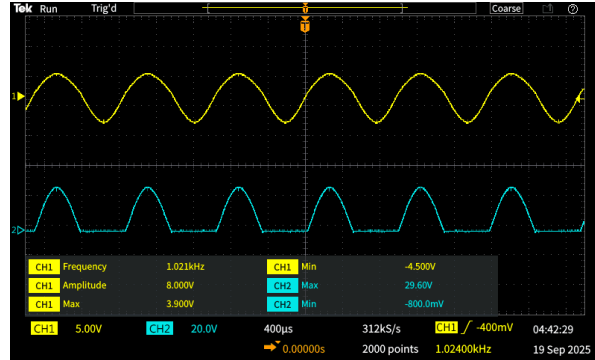 Tek Run Trig'd T Coarse ?
T
1
2
CH1 Frequency 1.021kHz CH1 Min -4.500V
CH1 Amplitude 8.000V CH2 Max 29.60V
CH1 Max 3.900V CH2 Min -800.0mV
CH1 5.00V CH2 20.0V 400µs 312kS/s CH1 -400mV 04:42:29
0.00000s 2000 points 1.02400kHz 19 Sep 2025